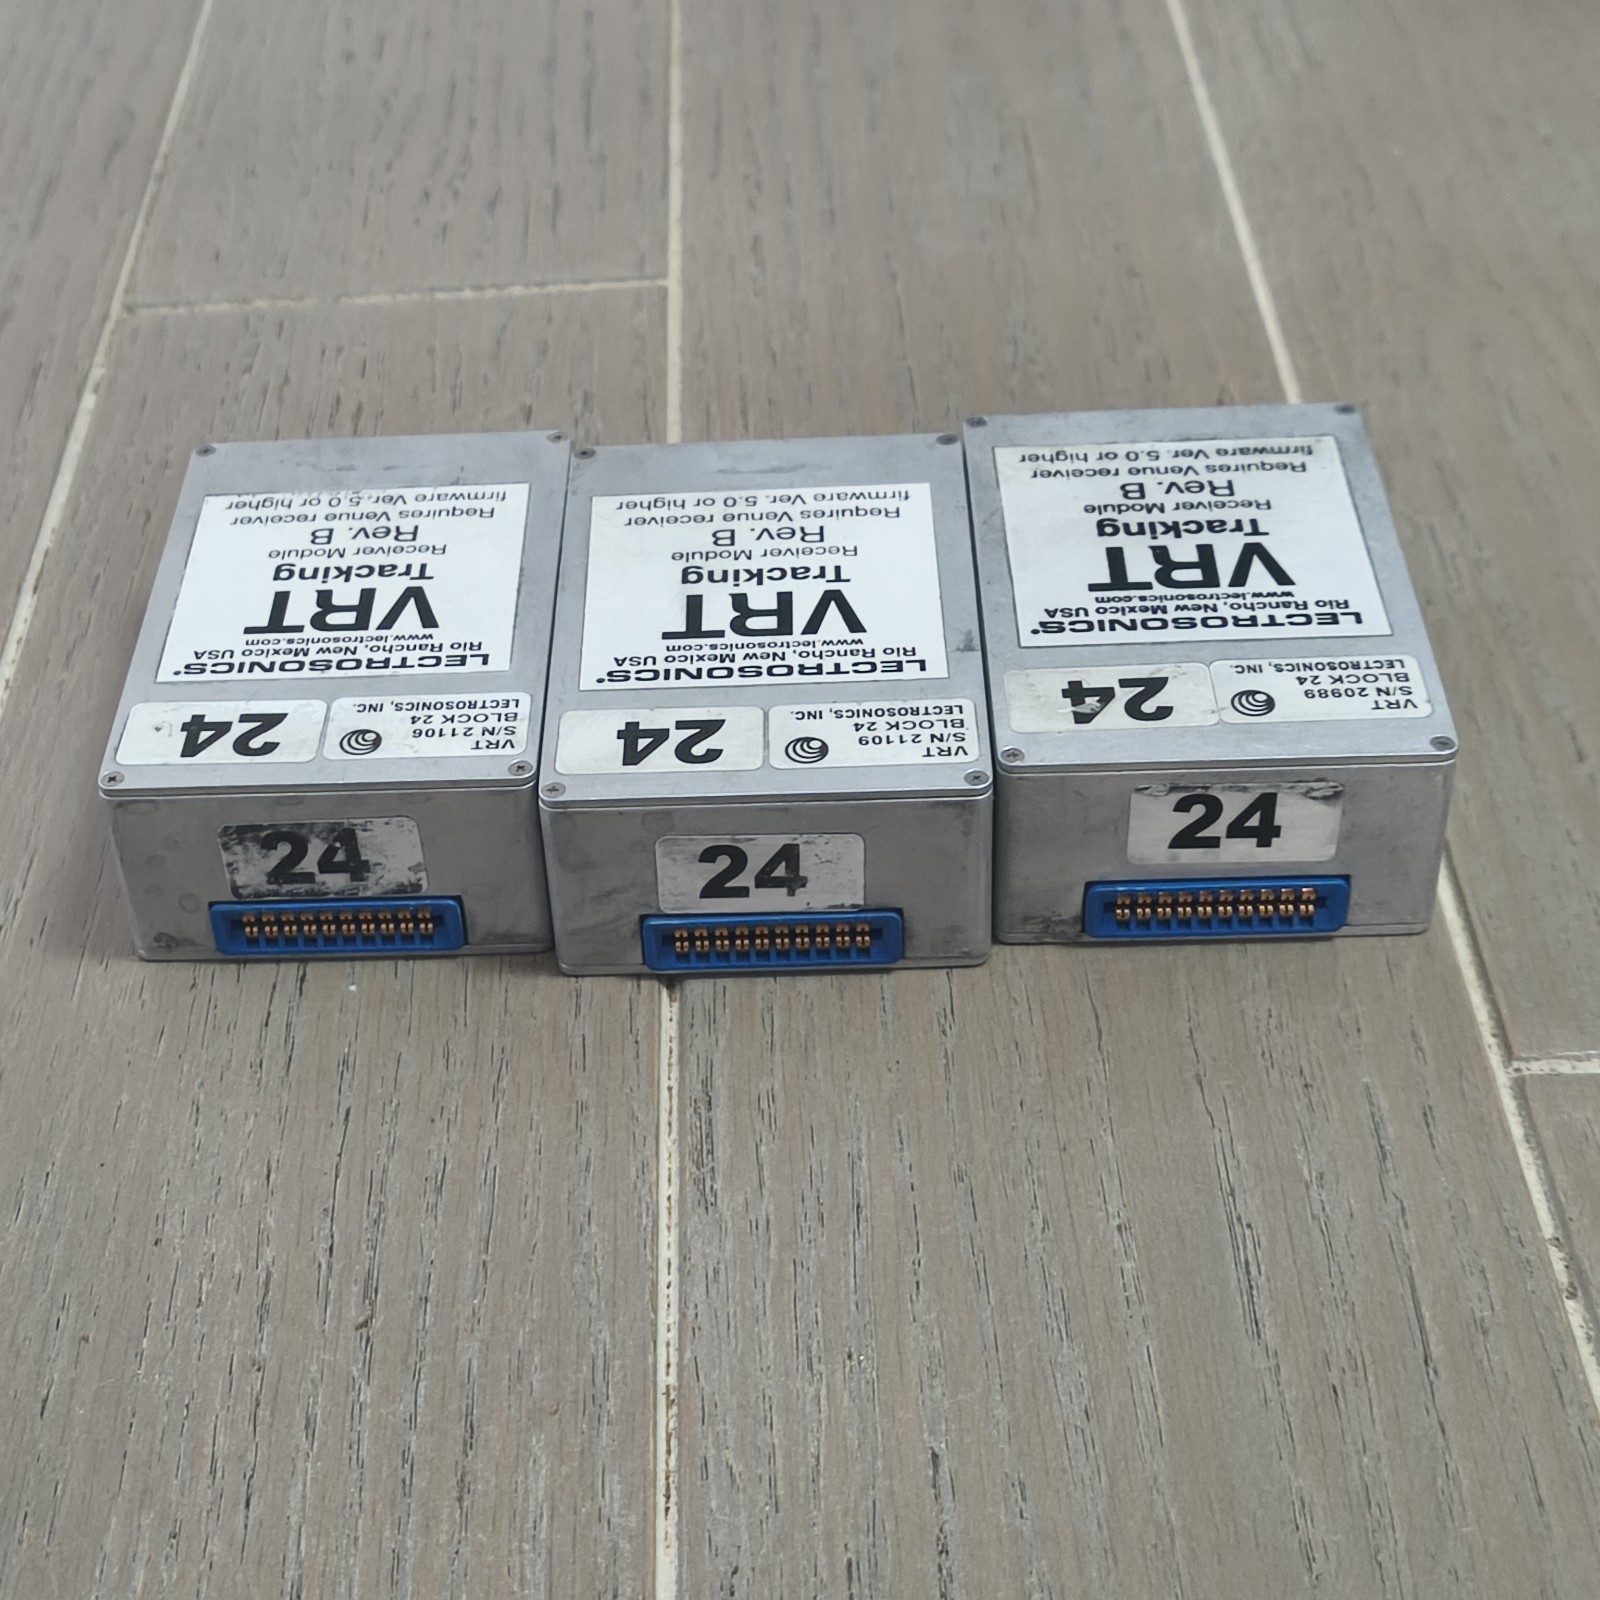 LECTROSONICS®
Rio Rancho, New Mexico USA
www.lectrosonics.com
VRT
Tracking
Receiver Module
Rev. B
Requires Venue receiver
firmware Ver. 5.0 or higher
VRT
S/N 21106
BLOCK 24
LECTROSONICS, INC.
24
24
LECTROSONICS®
Rio Rancho, New Mexico USA
www.lectrosonics.com
VRT
Tracking
Receiver Module
Rev. B
Requires Venue receiver
firmware Ver. 5.0 or higher
VRT
S/N 21109
BLOCK 24
LECTROSONICS, INC.
24
24
LECTROSONICS®
Rio Rancho, New Mexico USA
www.lectrosonics.com
VRT
Tracking
Receiver Module
Rev. B
Requires Venue receiver
firmware Ver. 5.0 or higher
VRT
S/N 20989
BLOCK 24
LECTROSONICS, INC.
24
24